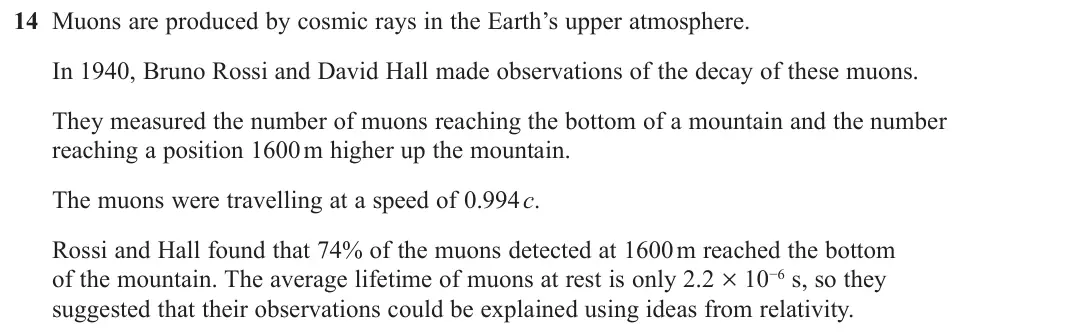 14 Muons are produced by cosmic rays in the Earth’s upper atmosphere.
In 1940, Bruno Rossi and David Hall made observations of the decay of these muons.
They measured the number of muons reaching the bottom of a mountain and the number
reaching a position 1600 m higher up the mountain.
The muons were travelling at a speed of 0.994c.
Rossi and Hall found that 74% of the muons detected at 1600 m reached the bottom
of the mountain. The average lifetime of muons at rest is only 2.2 × 10⁻⁶ s, so they
suggested that their observations could be explained using ideas from relativity.